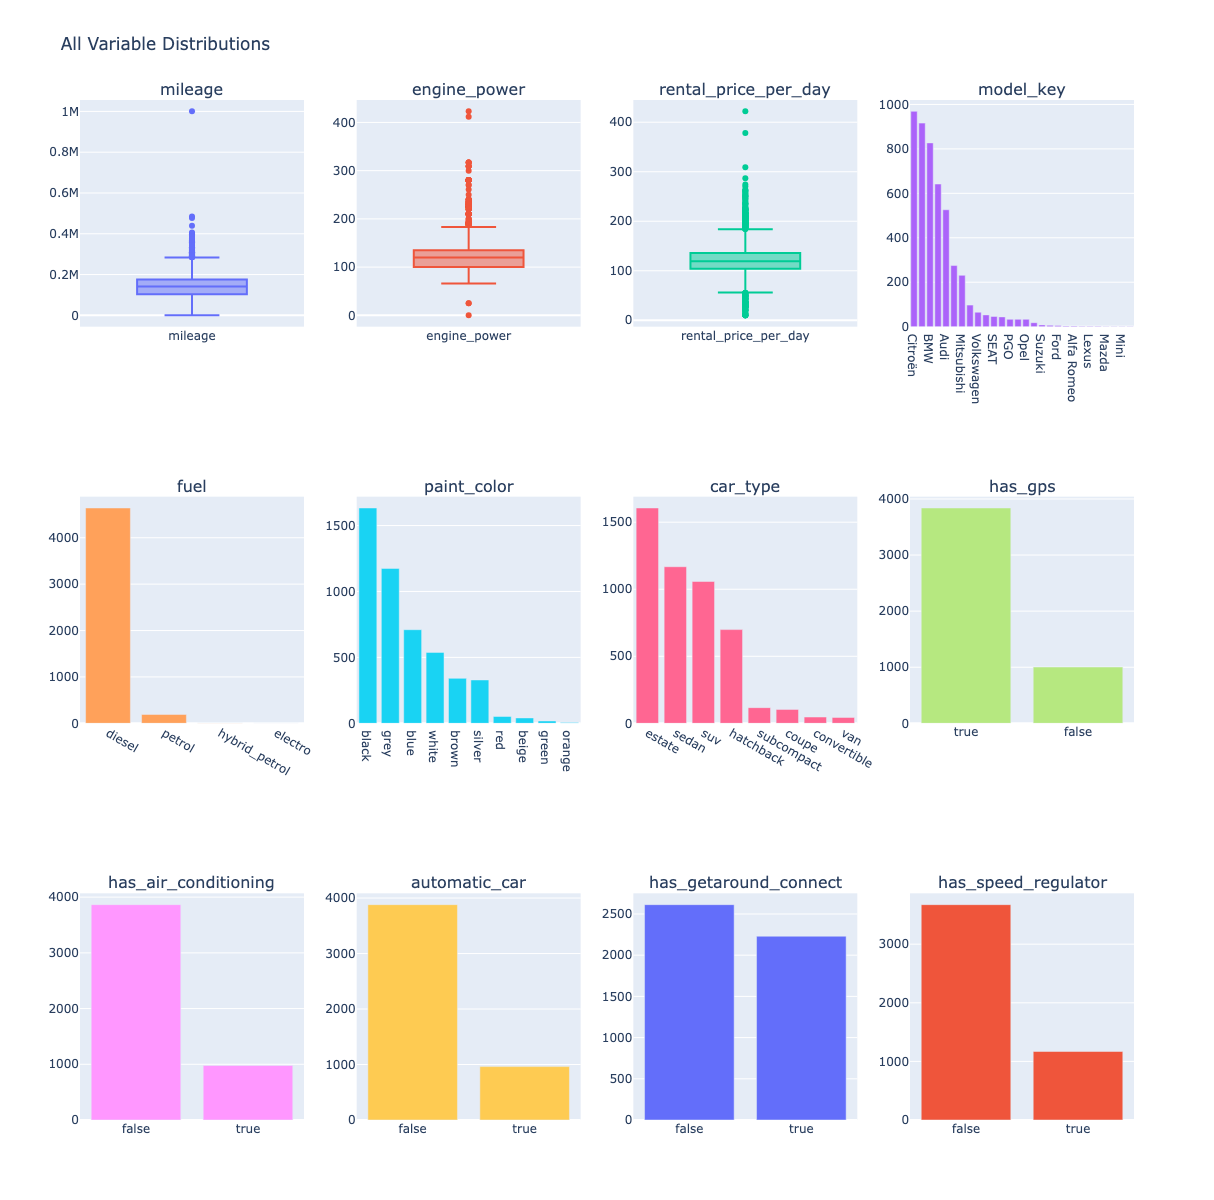 All Variable Distributions
mileage
engine_power
rental_price_per_day
model_key
1M
0.8M
0.6M
0.4M
0.2M
0
mileage
400
300
200
100
0
engine_power
400
300
200
100
0
rental_price_per_day
1000
800
600
400
200
0
Citroën
BMW
Audi
Mitsubishi
Volkswagen
SEAT
PGO
Opel
Suzuki
Ford
Alfa Romeo
Lexus
Mazda
Mini
fuel
paint_color
car_type
has_gps
4000
3000
2000
1000
0
diesel
petrol
hybrid_petrol
electro
1500
1000
500
0
black
grey
blue
white
brown
silver
red
beige
green
orange
1500
1000
500
0
estate
sedan
suv
hatchback
subcompact
coupe
convertible
van
4000
3000
2000
1000
0
true
false
has_air_conditioning
automatic_car
has_getaround_connect
has_speed_regulator
4000
3000
2000
1000
0
false
true
4000
3000
2000
1000
0
false
true
2500
2000
1500
1000
500
0
false
true
3000
2000
1000
0
false
true